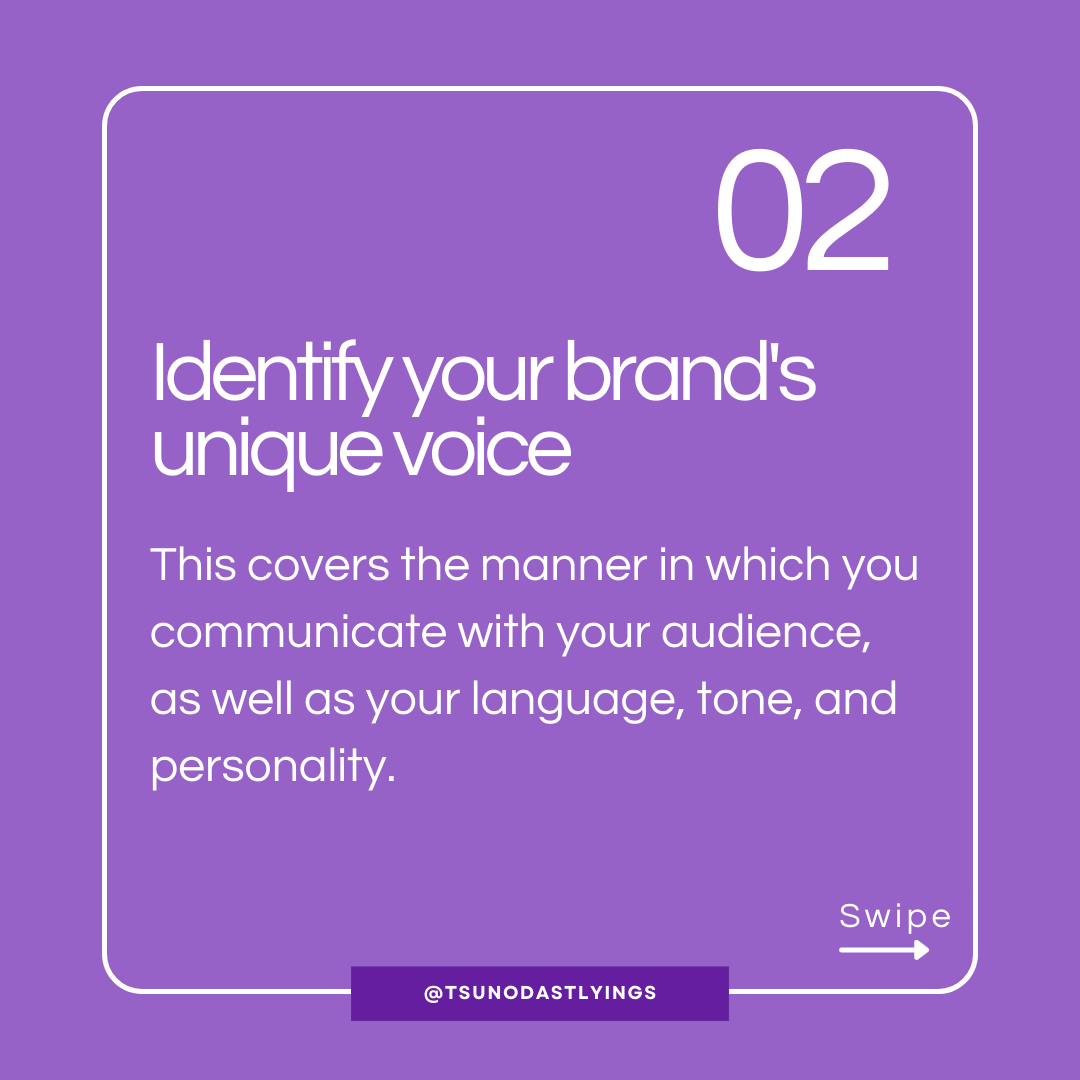 02
Identify your brand's
unique voice
This covers the manner in which you
communicate with your audience,
as well as your language, tone, and
personality.
Swipe
@TSUNODASTLYINGS